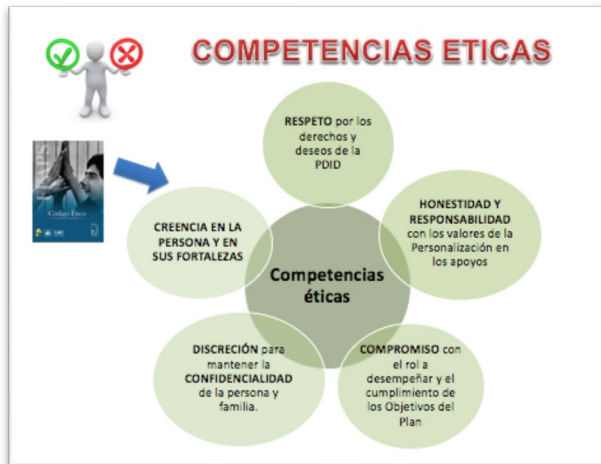 COMPETENCIAS ETICAS
RESPETO por los
derechos y
deseos de la
PDID
HONESTIDAD Y
RESPONSABILIDAD
con los valores de la
Personalización en
los apoyos
COMPROMISO con
el rol a
desempeñar y el
cumplimiento de
los Objetivos del
Plan
DISCRECIÓN para
mantener la
CONFIDENCIALIDAD
de la persona y
familia.
CREENCIA EN LA
PERSONA Y EN
SUS FORTALEZAS
Competencias
éticas
Código Ético